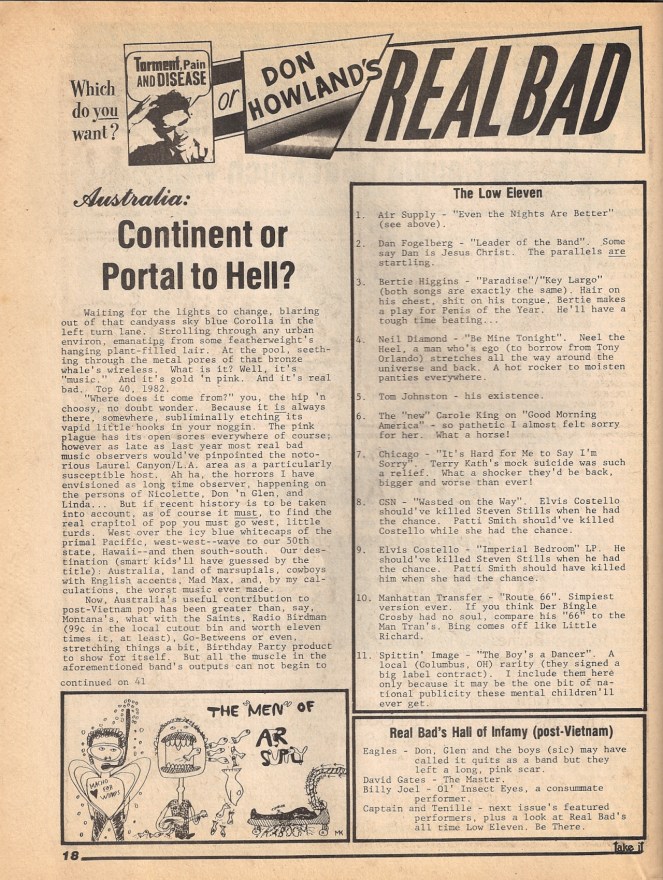 Which
do you
want?
Torment, Pain
AND DISEASE
or
DON
HOWLAND'S
REAL BAD
Australia:
Continent or
Portal to Hell?
Waiting for the lights to change, blaring
out of that candyass sky blue Corolla in the
left turn lane. Strolling through any urban
environ, emanating from some featherweight's
hanging plant-filled lair. At the pool, seeth-
ing through the metal pores of that bronze
whale's wireless. What is it? Well, it's
"music." And it's gold 'n pink. And it's real
bad. Top 40, 1982.
"Where does it come from?" you, the hip 'n
choosy, no doubt wonder. Because it is always
there, somewhere, subliminally etching its
vapid little hooks in your noggin. The pink
plague has its open sores everywhere of course;
however as late as last year most real bad
music observers would've pinpointed the noto-
rious Laurel Canyon/L.A. area as a particularly
susceptible host. Ah ha, the horrors I have
envisioned as long time observer, happening on
the persons of Nicolette, Don 'n Glen, and
Linda... But if recent history is to be taken
into account, as of course it must, to find the
real crapitol of pop you must go west, little
turds. West over the icy blue whitecaps of the
primal Pacific, west-west--wave to our 50th
state, Hawaii--and then south-south. Our des-
tination (smart kids'll have guessed by the
title): Australia, land of marsupials, cowboys
with English accents, Mad Max, and, by my cal-
culations, the worst music ever made.
Now, Australia's useful contribution to
post-Vietnam pop has been greater than, say,
Montana's, what with the Saints, Radio Birdman
(99¢ in the local cutout bin and worth eleven
times it, at least), Go-Betweens or even,
stretching things a bit, Birthday Party product
to show for itself. But all the muscle in the
aforementioned band's outputs can not begin to
continued on 41
THE "MEN" OF
AIR
SUPPLY
MACHO
FOR
WIMPS
KABOOM
MK
The Low Eleven
1. Air Supply - "Even the Nights Are Better"
(see above).
2. Dan Fogelberg - "Leader of the Band". Some
say Dan is Jesus Christ. The parallels are
startling.
3. Bertie Higgins - "Paradise"/"Key Largo"
(both songs are exactly the same). Hair on
his chest, shit on his tongue, Bertie makes
a play for Penis of the Year. He'll have a
tough time beating...
4. Neil Diamond - "Be Mine Tonight". Neel the
Heel, a man who's ego (to borrow from Tony
Orlando) stretches all the way around the
universe and back. A hot rocker to moisten
panties everywhere.
5. Tom Johnston - his existence.
6. The "new" Carole King on "Good Morning
America" - so pathetic I almost felt sorry
for her. What a horse!
7. Chicago - "It's Hard for Me to Say I'm
Sorry". Terry Kath's mock suicide was such
a relief. What a shocker they'd be back,
bigger and worse than ever!
8. CSN - "Wasted on the Way". Elvis Costello
should've killed Steven Stills when he had
the chance. Patti Smith should've killed
Costello while she had the chance.
9. Elvis Costello - "Imperial Bedroom" LP. He
should've killed Steven Stills when he had
the chance. Patti Smith should have killed
him when she had the chance.
10. Manhattan Transfer - "Route 66". Simpiest
version ever. If you think Der Bingle
Crosby had no soul, compare his "66" to the
Man Tran's. Bing comes off like Little
Richard.
11. Spittin' Image - "The Boy's a Dancer". A
local (Columbus, OH) rarity (they signed a
big label contract). I include them here
only because it may be the one bit of na-
tional publicity these mental children'll
ever get.
Real Bad's Hall of Infamy (post-Vietnam)
Eagles - Don, Glen and the boys (sic) may have
called it quits as a band but they
left a long, pink scar.
David Gates - The Master.
Billy Joel - Ol' Insect Eyes, a consummate
performer.
Captain and Tenille - next issue's featured
performers, plus a look at Real Bad's
all time Low Eleven. Be There.
18
Take it